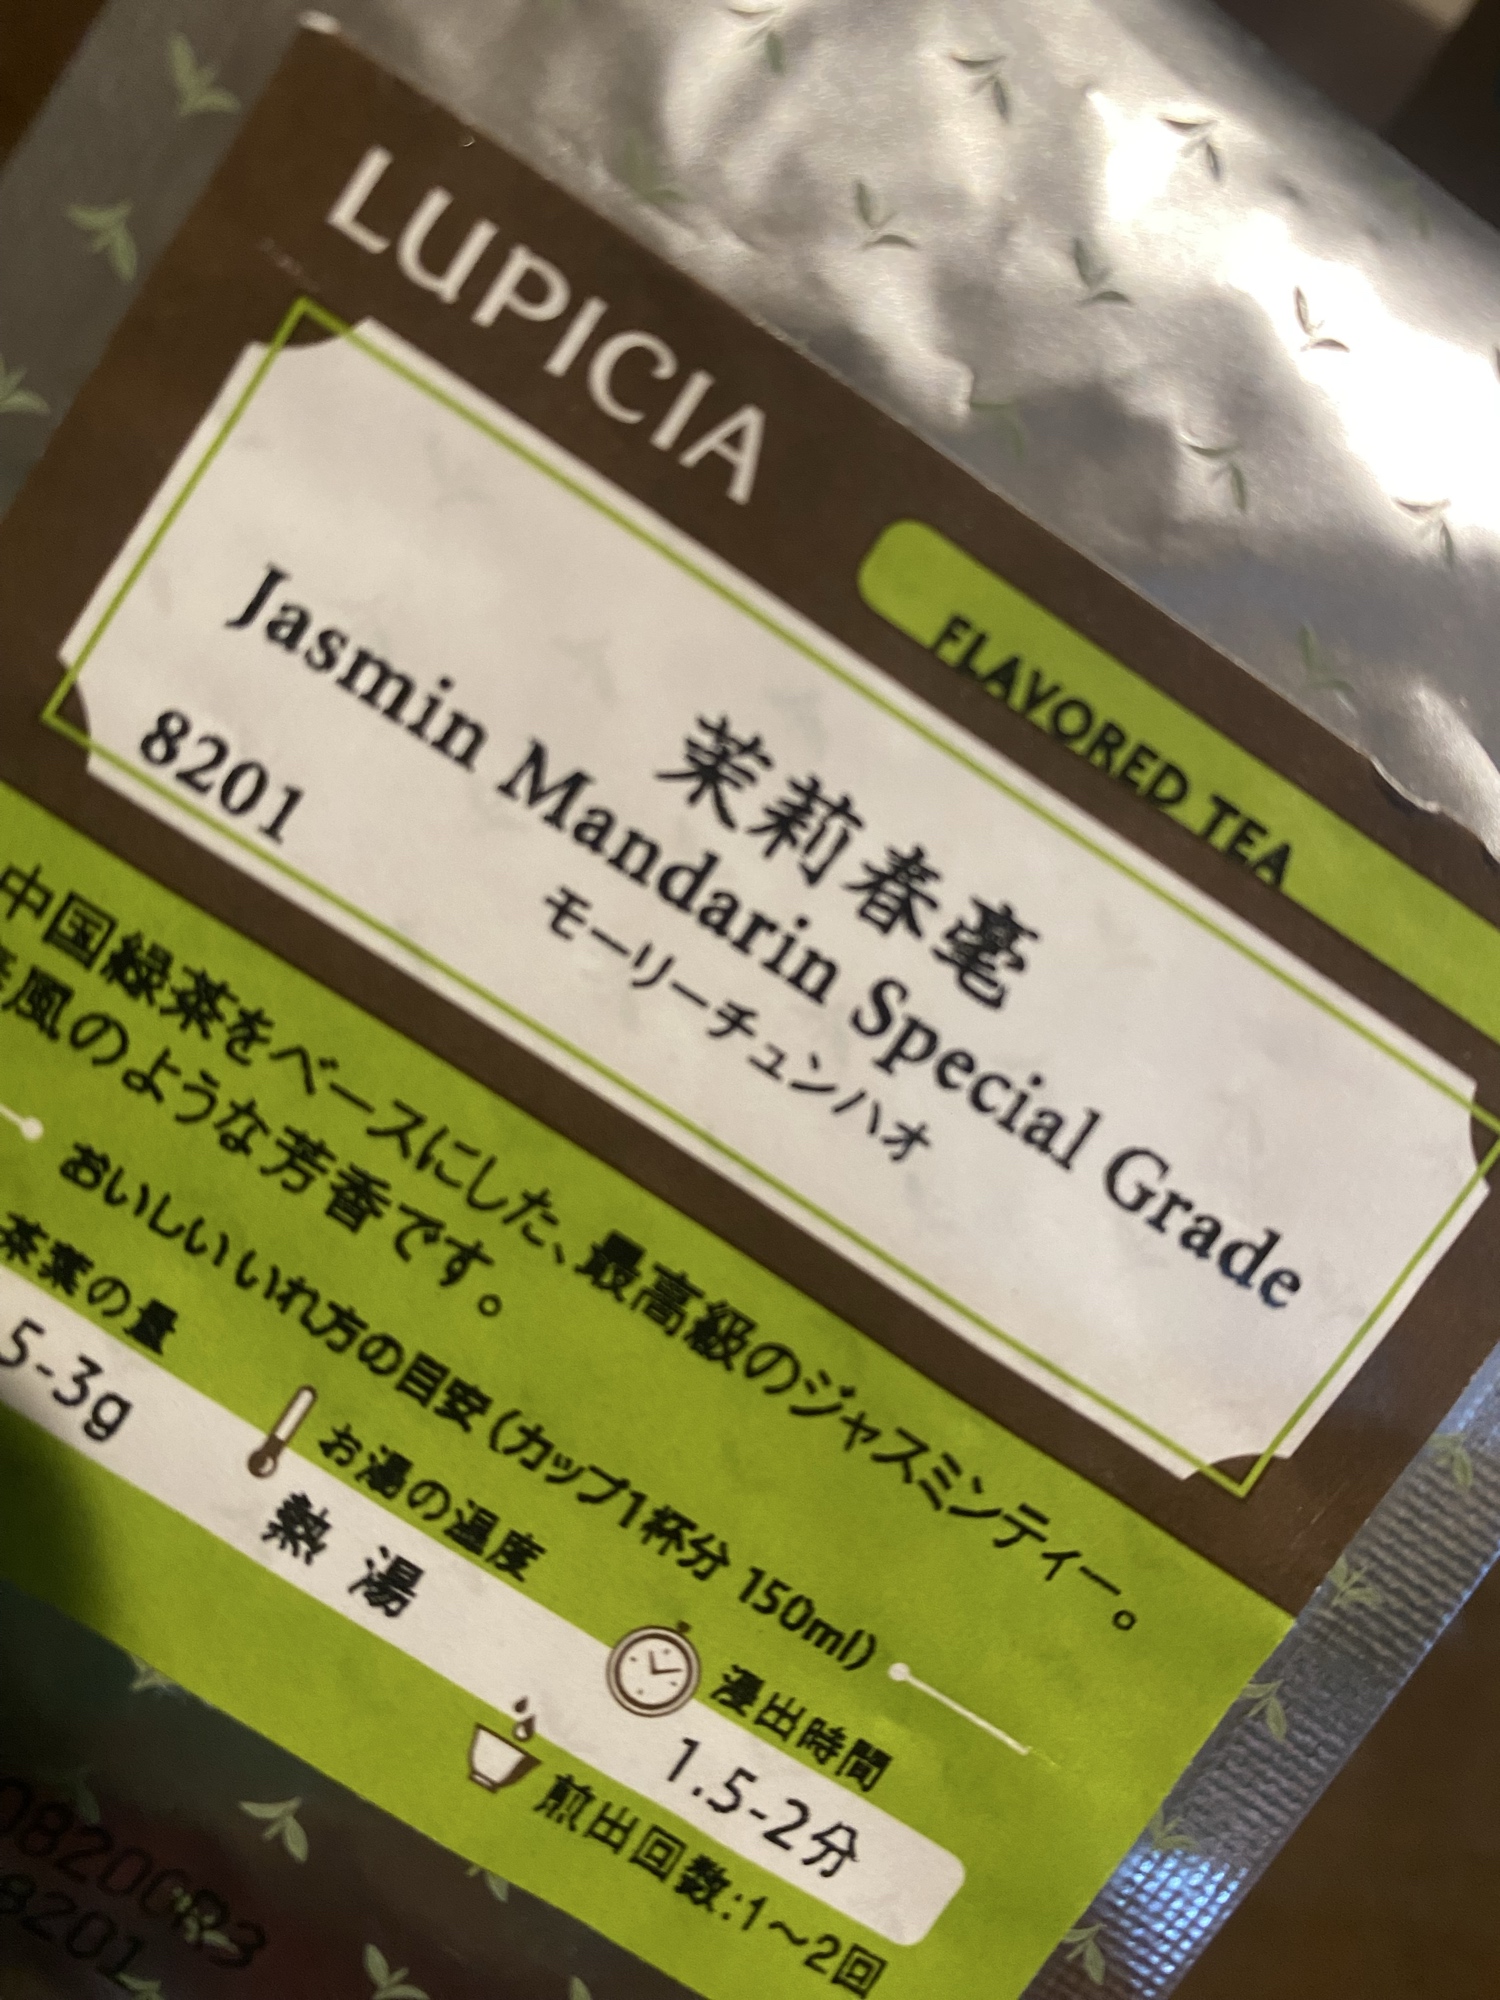 LUPICIA
FLAVORED TEA
茉莉春毫
Jasmin Mandarin Special Grade
8201
モーリーチュンハオ
中国緑茶をベースにした、最高級のジャスミンティー。
風のような芳香です。
おいしいいれ方の目安(カップ1杯分 150ml)
茶葉の量
5-3g
お湯の温度
熱湯
浸出時間
1.5-2分
煎出回数:1～2回
8201